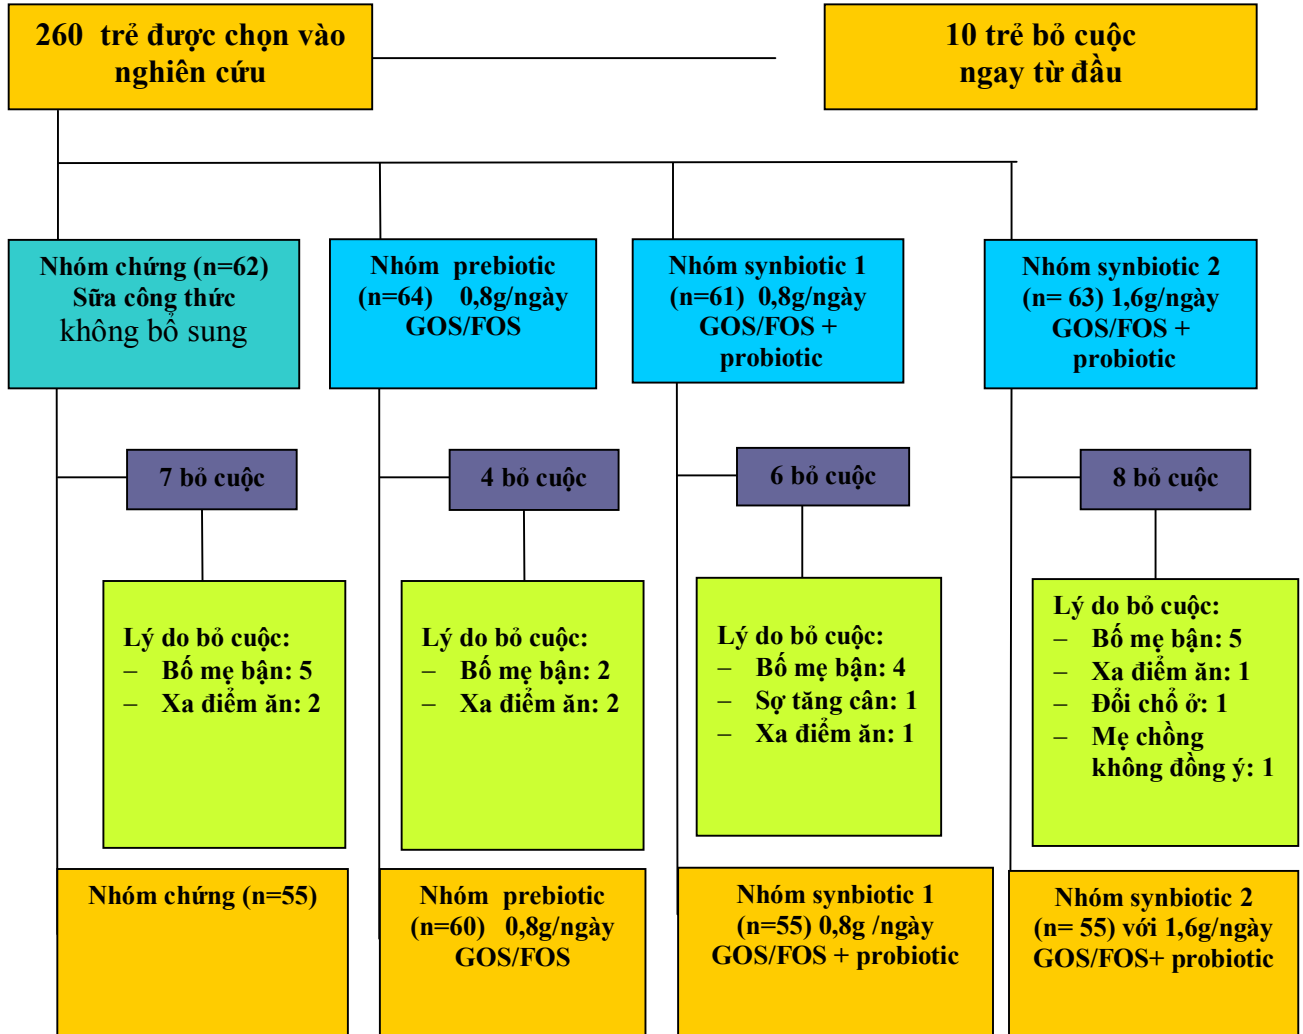 260 trẻ được chọn vào
nghiên cứu
10 trẻ bỏ cuộc
ngay từ đầu
Nhóm chứng (n=62)
Sữa công thức
không bổ sung
Nhóm prebiotic
(n=64) 0,8g/ngày
GOS/FOS
Nhóm synbiotic 1
(n=61) 0,8g/ngày
GOS/FOS +
probiotic
Nhóm synbiotic 2
(n= 63) 1,6g/ngày
GOS/FOS +
probiotic
7 bỏ cuộc
4 bỏ cuộc
6 bỏ cuộc
8 bỏ cuộc
Lý do bỏ cuộc:
– Bố mẹ bận: 5
– Xa điểm ăn: 2
Lý do bỏ cuộc:
– Bố mẹ bận: 2
– Xa điểm ăn: 2
Lý do bỏ cuộc:
– Bố mẹ bận: 4
– Sợ tăng cân: 1
– Xa điểm ăn: 1
Lý do bỏ cuộc:
– Bố mẹ bận: 5
– Xa điểm ăn: 1
– Đổi chổ ở: 1
– Mẹ chồng
không đồng ý: 1
Nhóm chứng (n=55)
Nhóm prebiotic
(n=60) 0,8g/ngày
GOS/FOS
Nhóm synbiotic 1
(n=55) 0,8g /ngày
GOS/FOS + probiotic
Nhóm synbiotic 2
(n= 55) với 1,6g/ngày
GOS/FOS+ probiotic